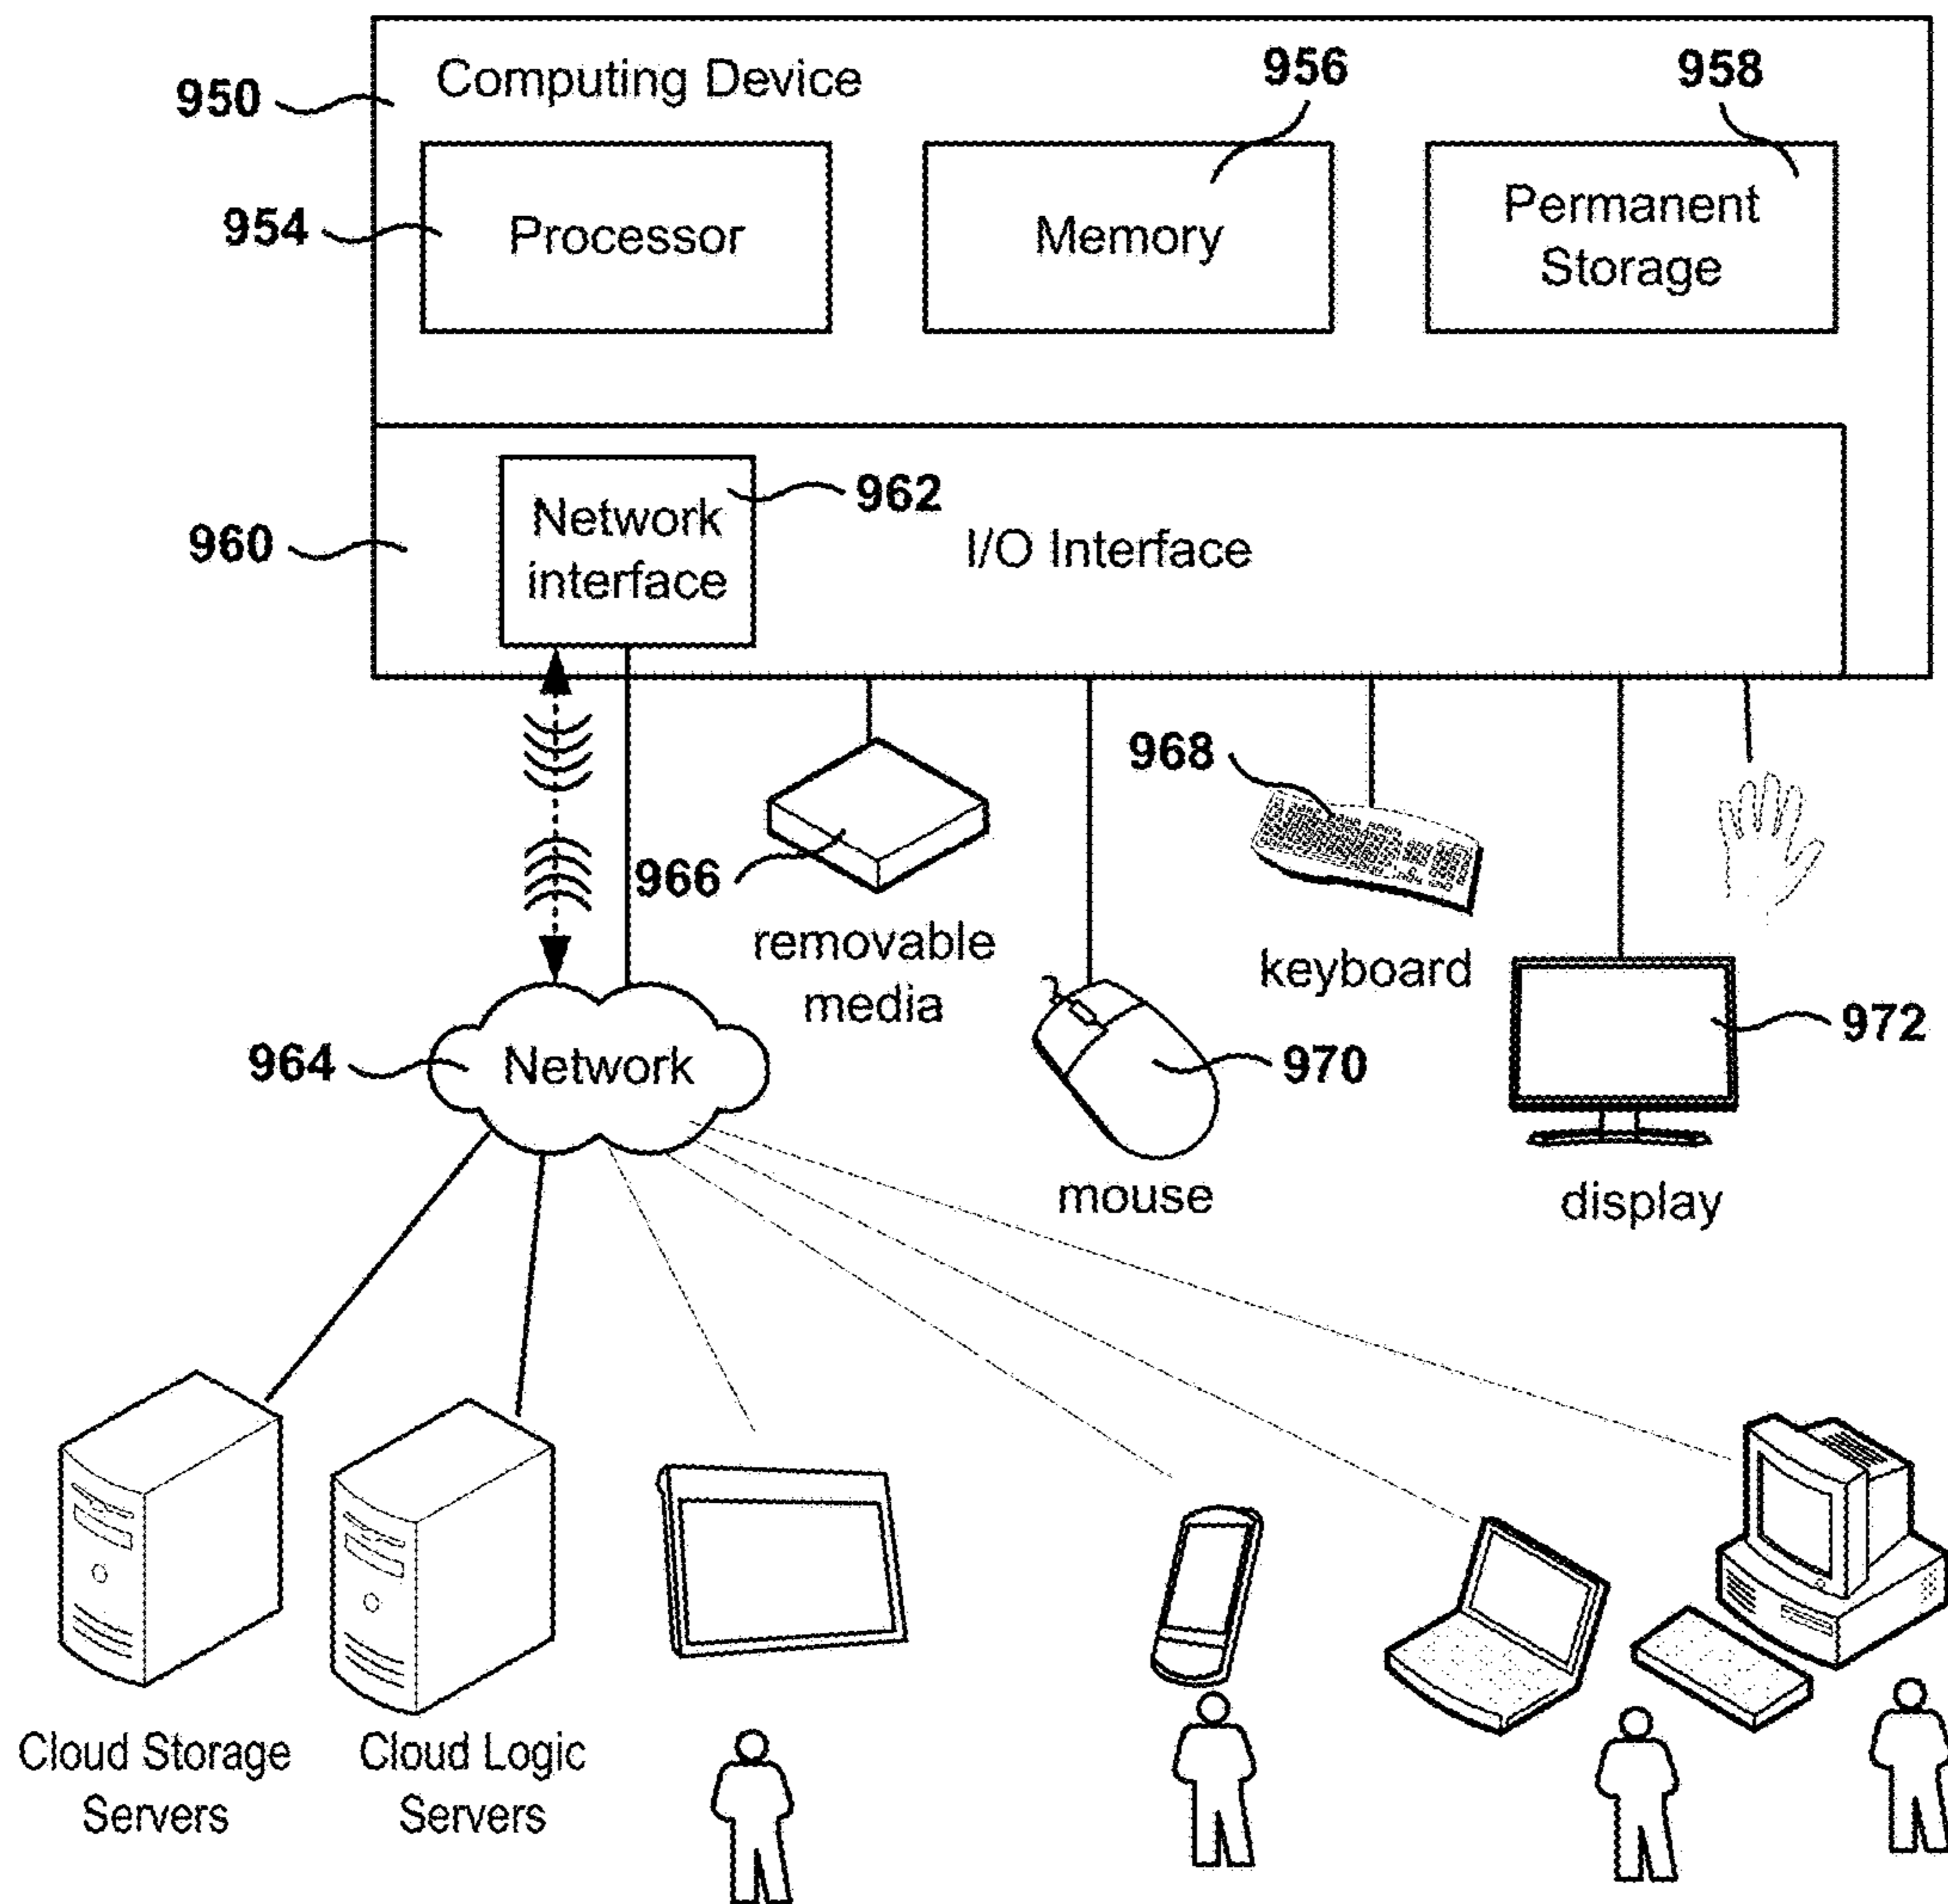 Computing Device
950
956
958
954
Processor
Memory
Permanent
Storage
960
Network
interface
962
I/O Interface
966
removable
media
968
keyboard
964
Network
970
mouse
972
display
Cloud Storage
Servers
Cloud Logic
Servers